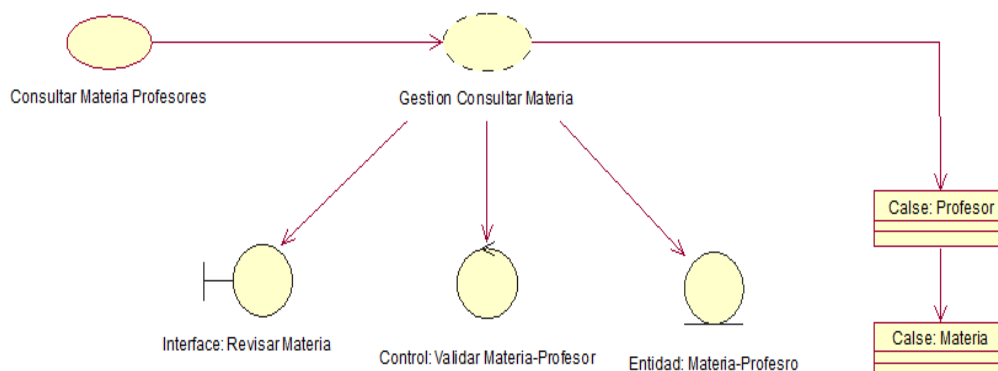 Consultar Materia Profesores
Gestion Consultar Materia
Calse: Profesor
Interface: Revisar Materia
Control: Validar Materia-Profesor
Entidad: Materia-Profesro
Calse: Materia